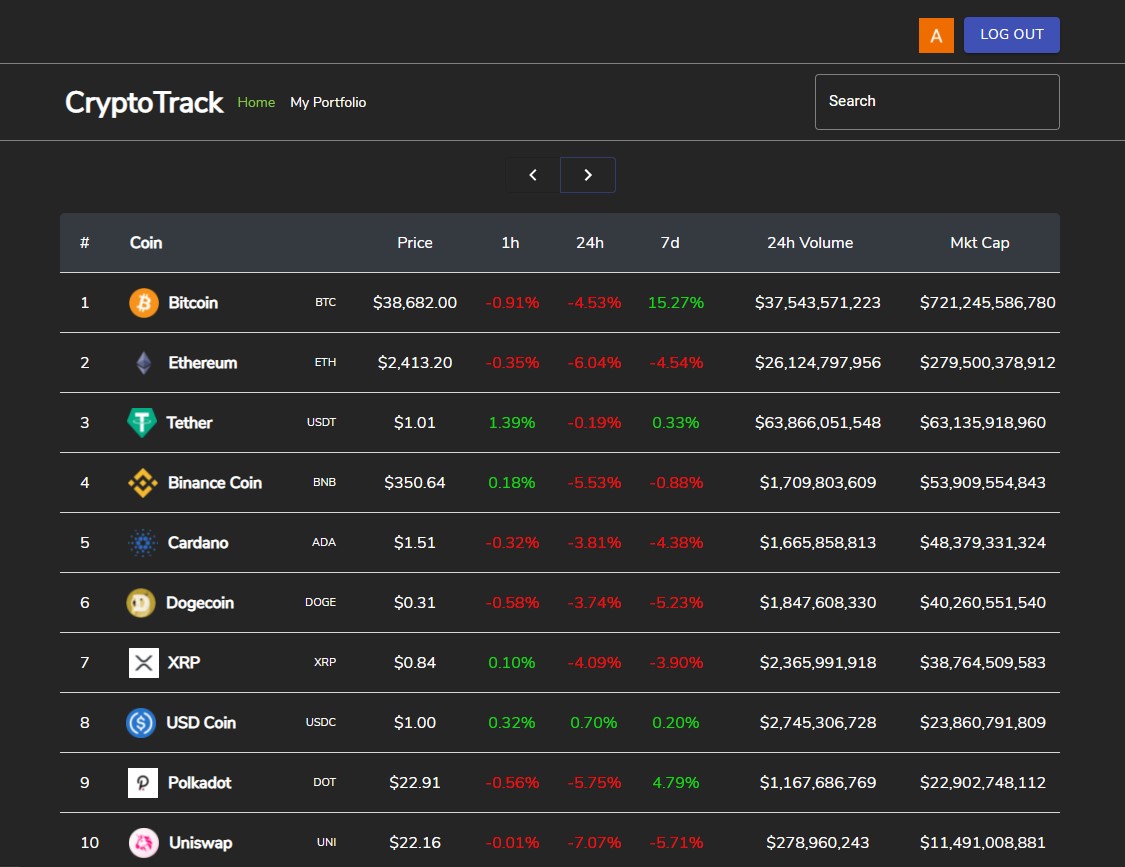 A LOG OUT
CryptoTrack Home My Portfolio Search
# Coin Price 1h 24h 7d 24h Volume Mkt Cap
1 Bitcoin BTC $38,682.00 -0.91% -4.53% 15.27% $37,543,571,223 $721,245,586,780
2 Ethereum ETH $2,413.20 -0.35% -6.04% -4.54% $26,124,797,956 $279,500,378,912
3 Tether USDT $1.01 1.39% -0.19% 0.33% $63,866,051,548 $63,135,918,960
4 Binance Coin BNB $350.64 0.18% -5.53% -0.88% $1,709,803,609 $53,909,554,843
5 Cardano ADA $1.51 -0.32% -3.81% -4.38% $1,665,858,813 $48,379,331,324
6 Dogecoin DOGE $0.31 -0.58% -3.74% -5.23% $1,847,608,330 $40,260,551,540
7 XRP XRP $0.84 0.10% -4.09% -3.90% $2,365,991,918 $38,764,509,583
8 USD Coin USDC $1.00 0.32% 0.70% 0.20% $2,745,306,728 $23,860,791,809
9 Polkadot DOT $22.91 -0.56% -5.75% 4.79% $1,167,686,769 $22,902,748,112
10 Uniswap UNI $22.16 -0.01% -7.07% -5.71% $278,960,243 $11,491,008,881